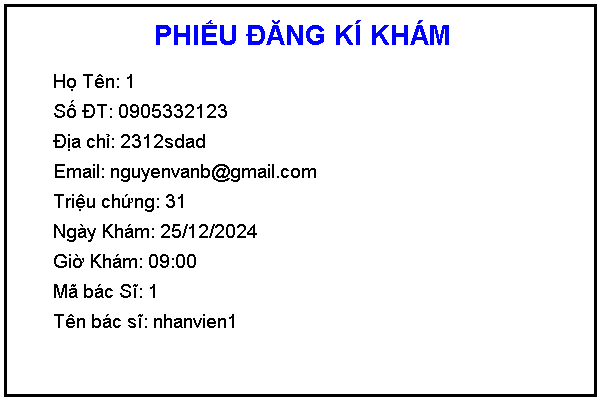 PHIẾU ĐĂNG KÍ KHÁM
Họ Tên: 1
Số ĐT: 0905332123
Địa chỉ: 2312sdad
Email: nguyenvanb@gmail.com
Triệu chứng: 31
Ngày Khám: 25/12/2024
Giờ Khám: 09:00
Mã bác Sĩ: 1
Tên bác sĩ: nhanvien1